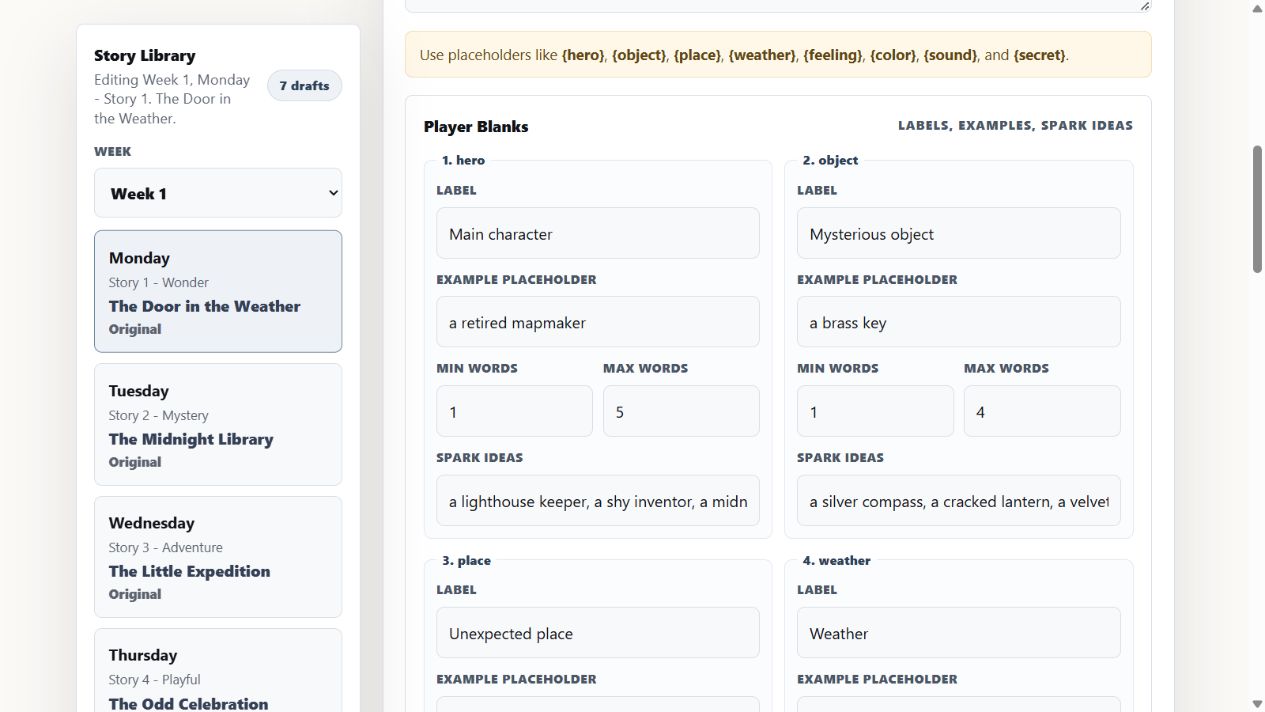 Story Library
Editing Week 1, Monday
- Story 1. The Door in
the Weather.
7 drafts
WEEK
Week 1
Monday
Story 1 - Wonder
The Door in the Weather
Original
Tuesday
Story 2 - Mystery
The Midnight Library
Original
Wednesday
Story 3 - Adventure
The Little Expedition
Original
Thursday
Story 4 - Playful
The Odd Celebration
Use placeholders like {hero}, {object}, {place}, {weather}, {feeling}, {color}, {sound}, and {secret}.
Player Blanks
LABELS, EXAMPLES, SPARK IDEAS
1. hero
LABEL
Main character
EXAMPLE PLACEHOLDER
a retired mapmaker
MIN WORDS
MAX WORDS
1
5
SPARK IDEAS
a lighthouse keeper, a shy inventor, a midn
2. object
LABEL
Mysterious object
EXAMPLE PLACEHOLDER
a brass key
MIN WORDS
MAX WORDS
1
4
SPARK IDEAS
a silver compass, a cracked lantern, a velvet
3. place
LABEL
Unexpected place
EXAMPLE PLACEHOLDER
4. weather
LABEL
Weather
EXAMPLE PLACEHOLDER